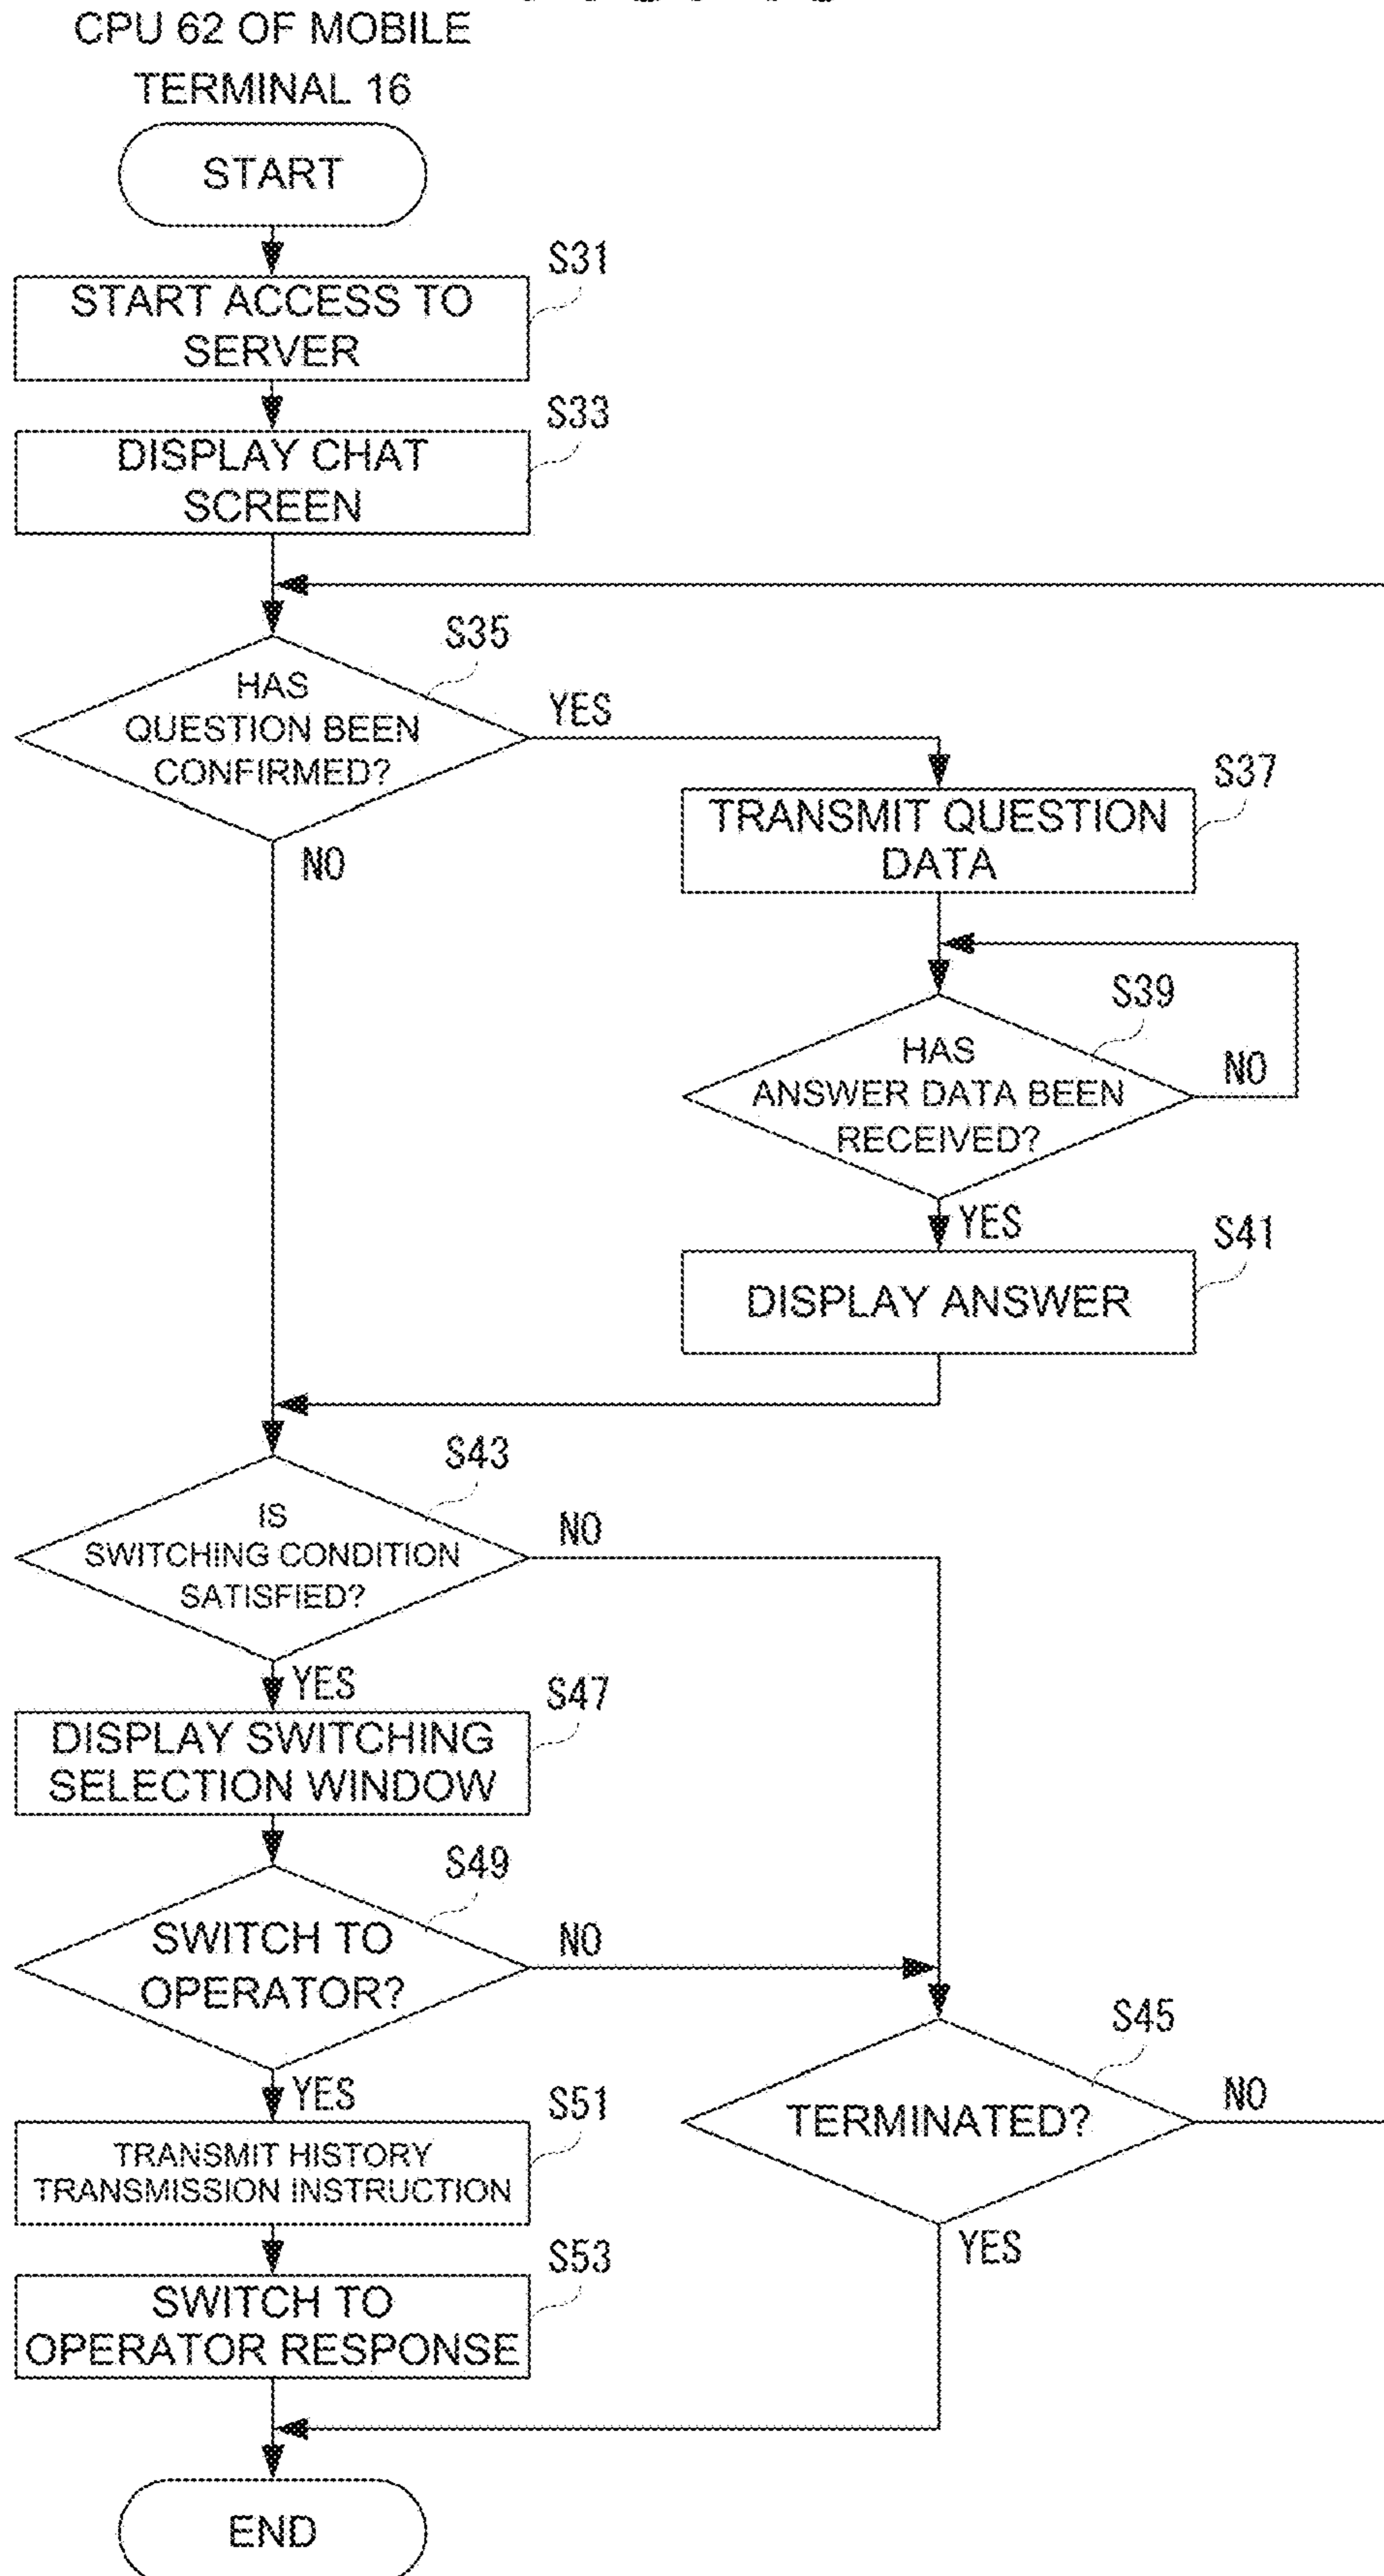 CPU 62 OF MOBILE
TERMINAL 16
START
S31
START ACCESS TO
SERVER
S33
DISPLAY CHAT
SCREEN
S35
HAS
QUESTION BEEN
CONFIRMED?
YES
NO
S37
TRANSMIT QUESTION
DATA
S39
HAS
ANSWER DATA BEEN
RECEIVED?
NO
YES
S41
DISPLAY ANSWER
S43
IS
SWITCHING CONDITION
SATISFIED?
NO
YES
S47
DISPLAY SWITCHING
SELECTION WINDOW
S49
SWITCH TO
OPERATOR?
NO
YES
S45
TERMINATED?
NO
YES
S51
TRANSMIT HISTORY
TRANSMISSION INSTRUCTION
S53
SWITCH TO
OPERATOR RESPONSE
END